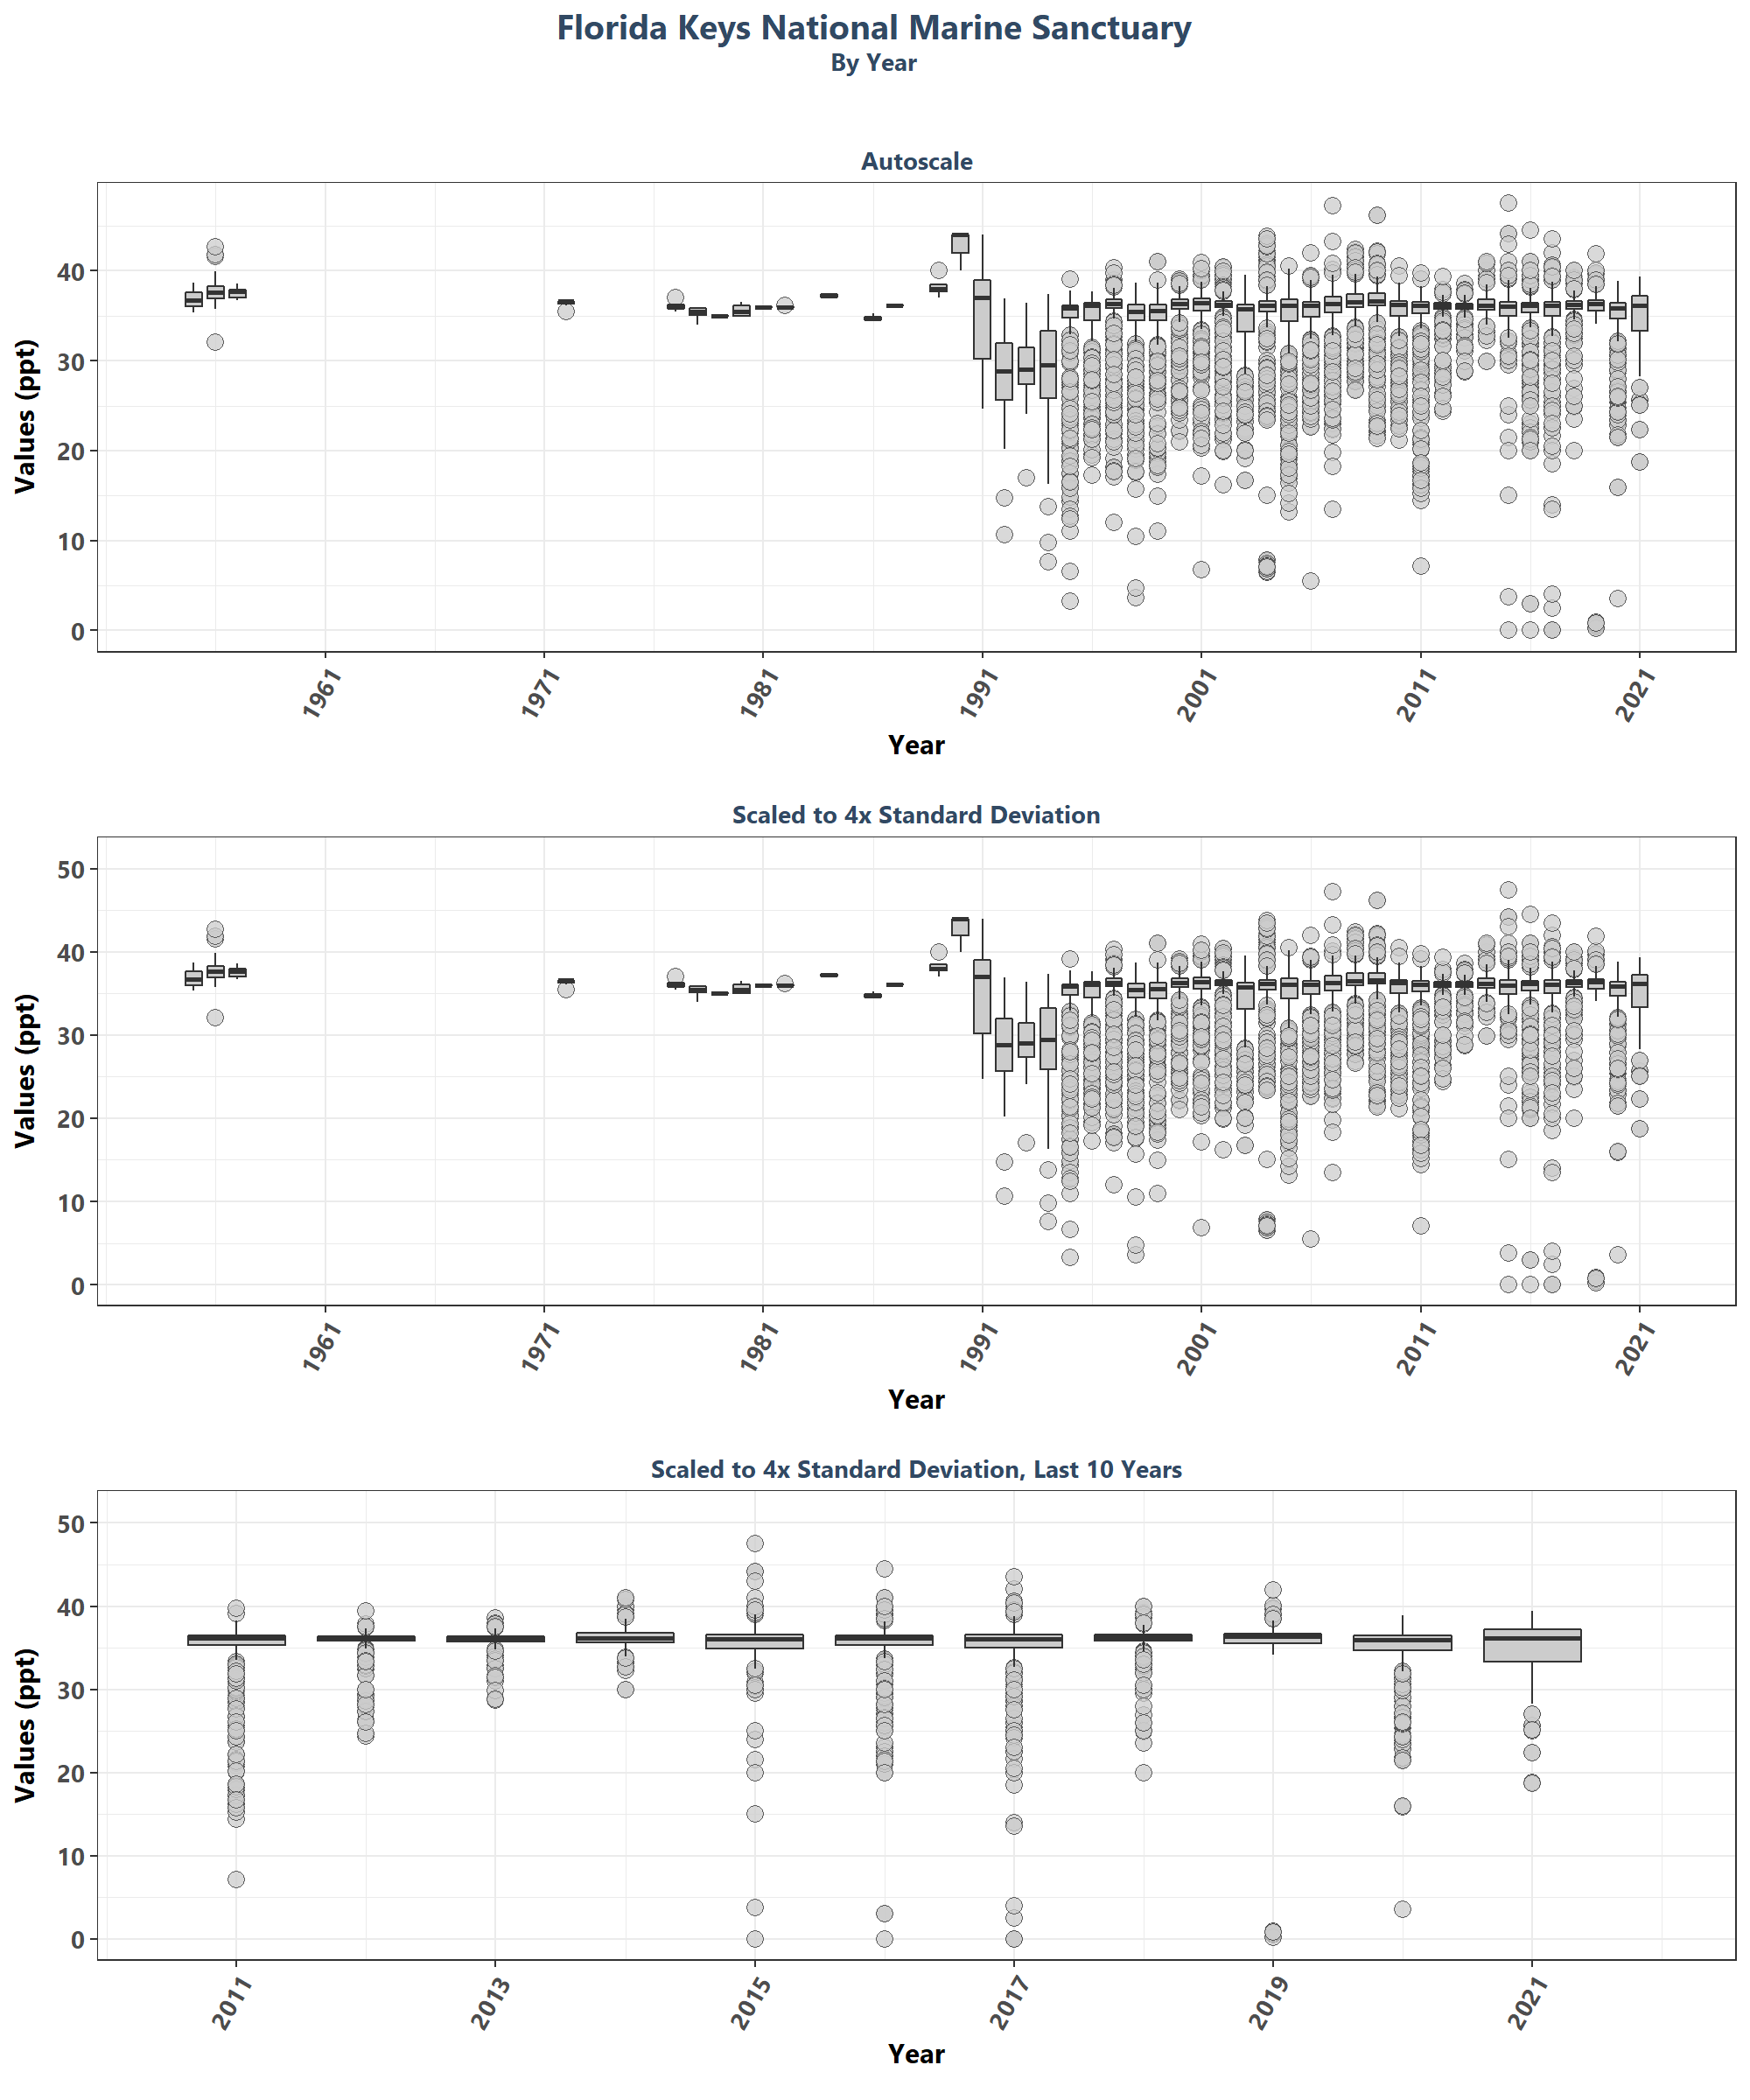 Florida Keys National Marine Sanctuary
By Year
Autoscale
Values (ppt)
40
30
20
10
0
1961 1971 1981 1991 2001 2011 2021
Year
Scaled to 4x Standard Deviation
Values (ppt)
50
40
30
20
10
0
1961 1971 1981 1991 2001 2011 2021
Year
Scaled to 4x Standard Deviation, Last 10 Years
Values (ppt)
50
40
30
20
10
0
2011 2013 2015 2017 2019 2021
Year